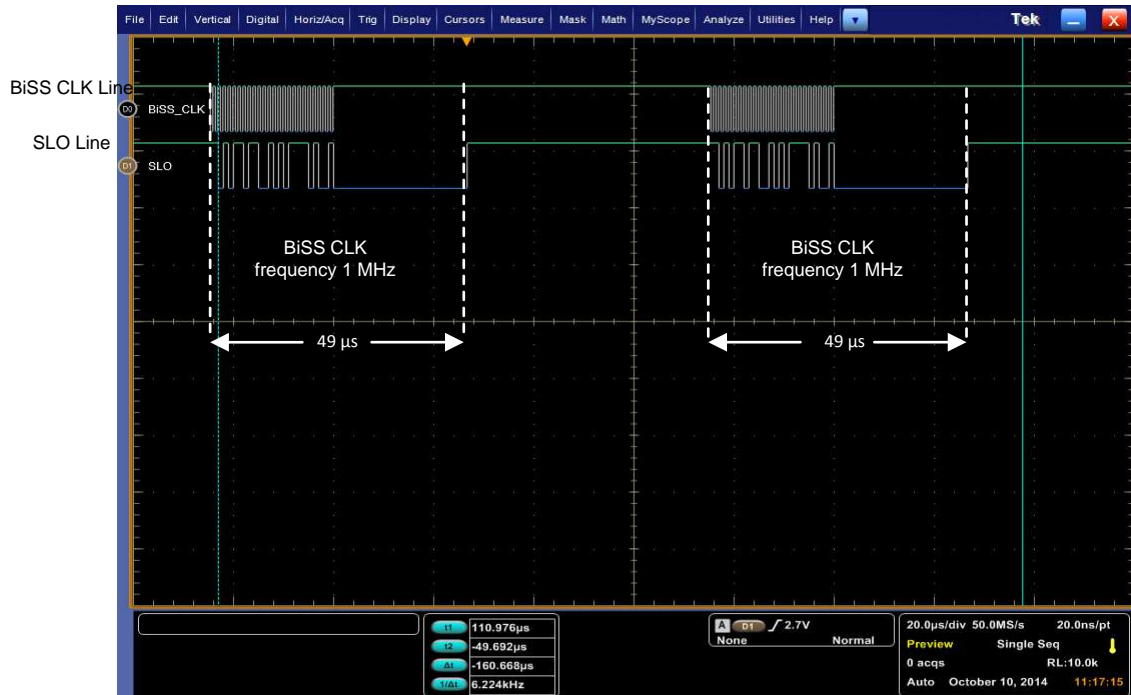 File Edit Vertical Digital Horiz/Acq Trig Display Cursors Measure Mask Math MyScope Analyze Utilities Help Tek X
BiSS CLK Line
D0 BiSS_CLK
SLO Line
D1 SLO
BiSS CLK
frequency 1 MHz
BiSS CLK
frequency 1 MHz
49 µs
49 µs
t1 110.976µs
t2 -49.692µs
Δt -160.668µs
1/Δt 6.224kHz
A D1 2.7V
None Normal
20.0µs/div 50.0MS/s 20.0ns/pt
Preview Single Seq
0 acqs RL:10.0k
Auto October 10, 2014 11:17:15